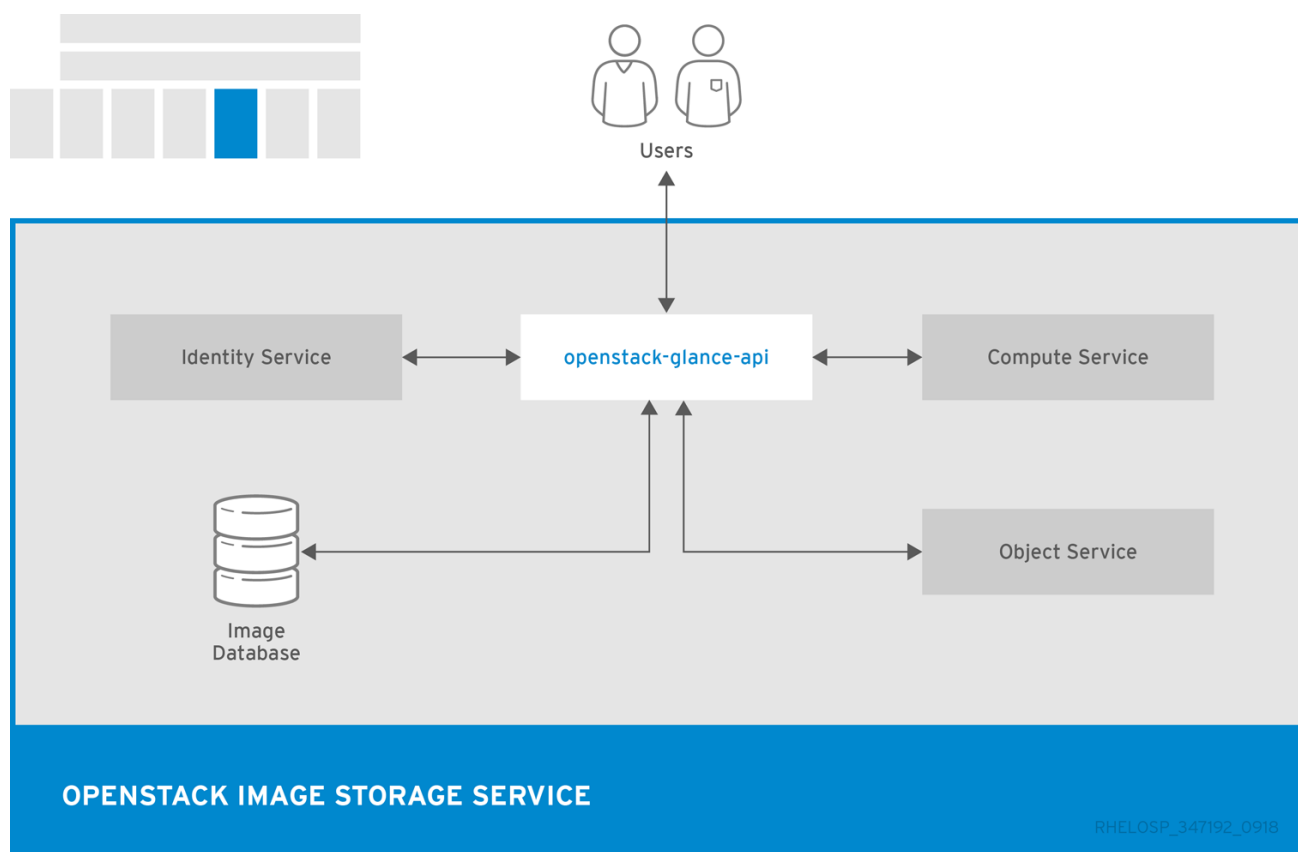 Users
Identity Service
openstack-glance-api
Compute Service
Object Service
Image
Database
OPENSTACK IMAGE STORAGE SERVICE
RHELOSP_347192_0918